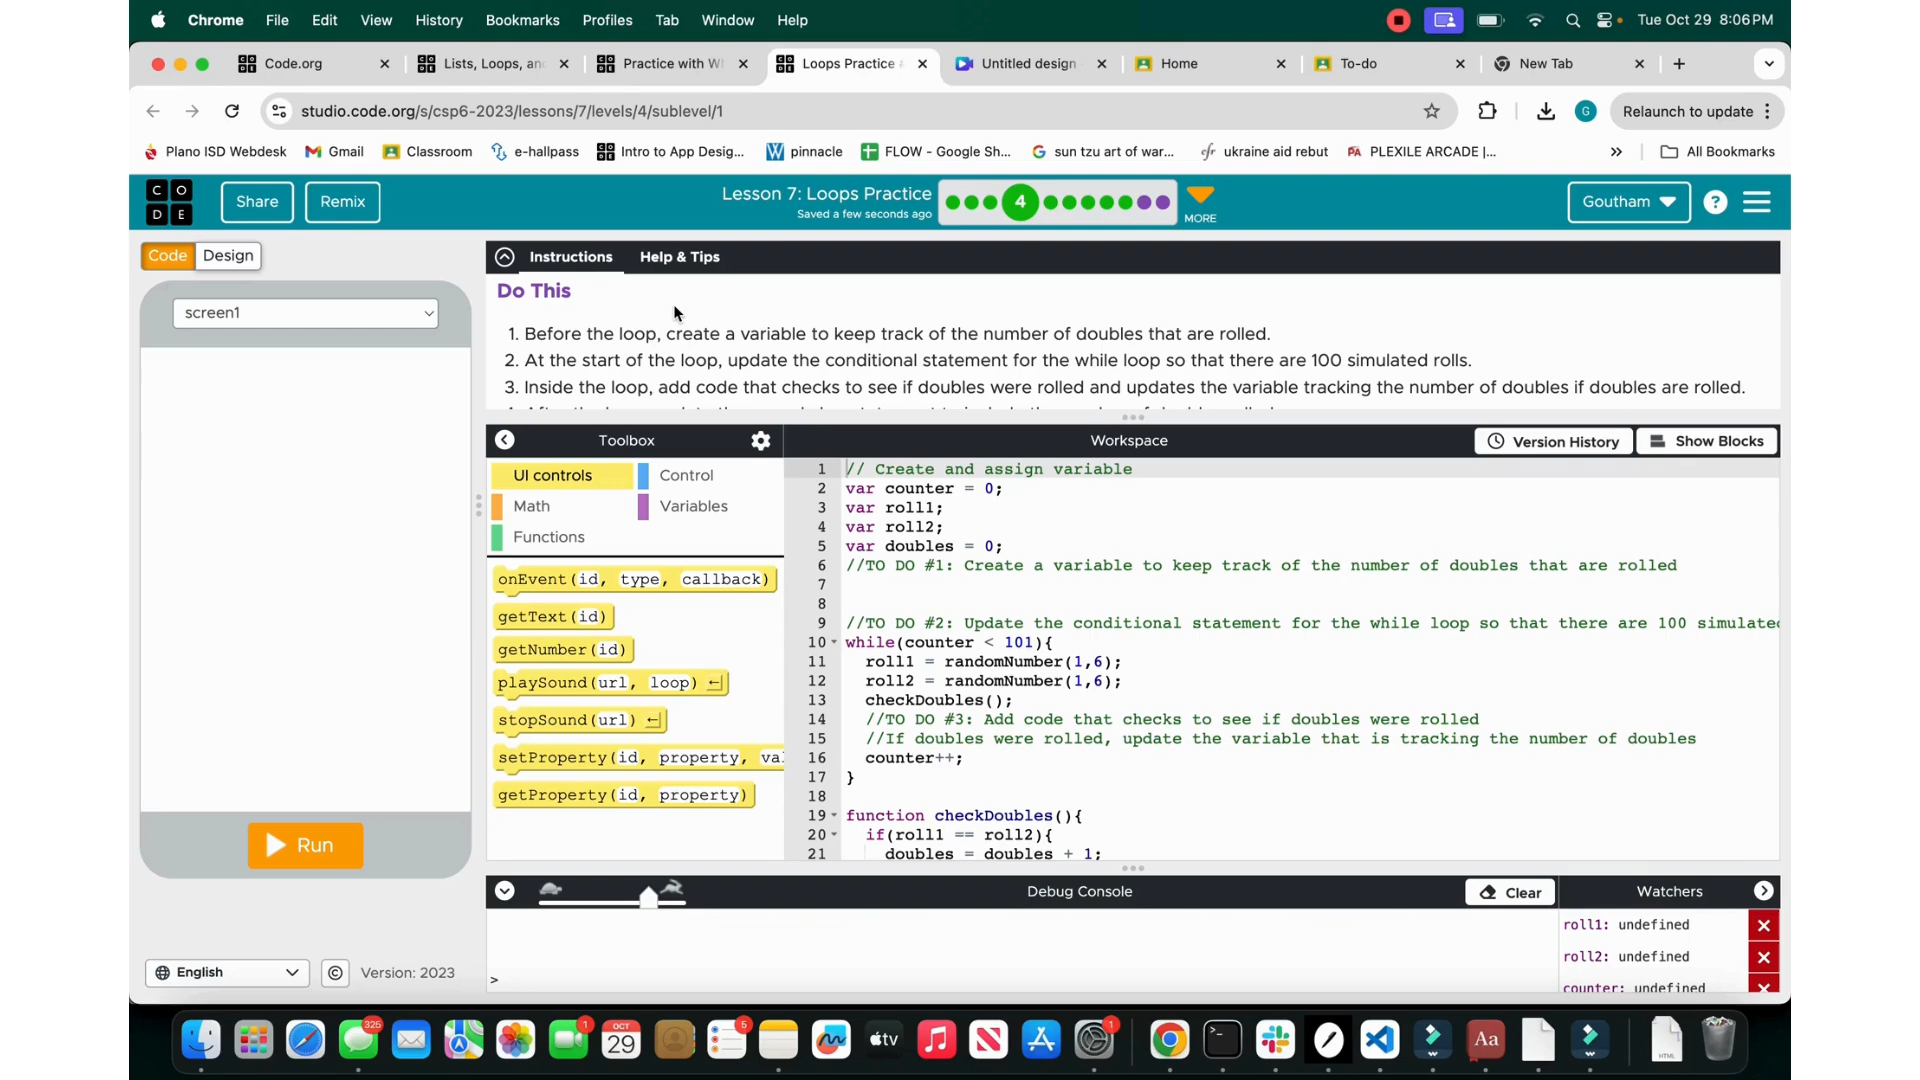 Chrome File Edit View History Bookmarks Profiles Tab Window Help Tue Oct 29 8:06 PM
Code.org Lists, Loops, an Practice with W Loops Practice Untitled design Home To-do New Tab
studio.code.org/s/csp6-2023/lessons/7/levels/4/sublevel/1 G Relaunch to update
Plano ISD Webdesk Gmail Classroom e-hallpass Intro to App Desig... pinnacle FLOW - Google Sh... sun tzu art of war... ukraine aid rebut PLEXILE ARCADE |... » All Bookmarks
C O D E Share Remix Lesson 7: Loops Practice 4 MORE Goutham ?
Saved a few seconds ago
Code Design
Instructions Help & Tips
screen1
Do This
1. Before the loop, create a variable to keep track of the number of doubles that are rolled.
2. At the start of the loop, update the conditional statement for the while loop so that there are 100 simulated rolls.
3. Inside the loop, add code that checks to see if doubles were rolled and updates the variable tracking the number of doubles if doubles are rolled.
Toolbox Workspace Version History Show Blocks
UI controls Control
Math Variables
Functions
onEvent(id, type, callback)
getText(id)
getNumber(id)
playSound(url, loop)
stopSound(url)
setProperty(id, property, va
getProperty(id, property)
1 // Create and assign variable
2 var counter = 0;
3 var roll1;
4 var roll2;
5 var doubles = 0;
6 //TO DO #1: Create a variable to keep track of the number of doubles that are rolled
7
8
9 //TO DO #2: Update the conditional statement for the while loop so that there are 100 simulate
10 while(counter < 101){
11 roll1 = randomNumber(1,6);
12 roll2 = randomNumber(1,6);
13 checkDoubles();
14 //TO DO #3: Add code that checks to see if doubles were rolled
15 //If doubles were rolled, update the variable that is tracking the number of doubles
16 counter++;
17 }
18
19 function checkDoubles(){
20 if(roll1 == roll2){
21 doubles = doubles + 1;
Run
Debug Console Clear Watchers
roll1: undefined
roll2: undefined
counter: undefined
>
English Version: 2023
325 1 OCT 29 5 tv 1 Aa HTML